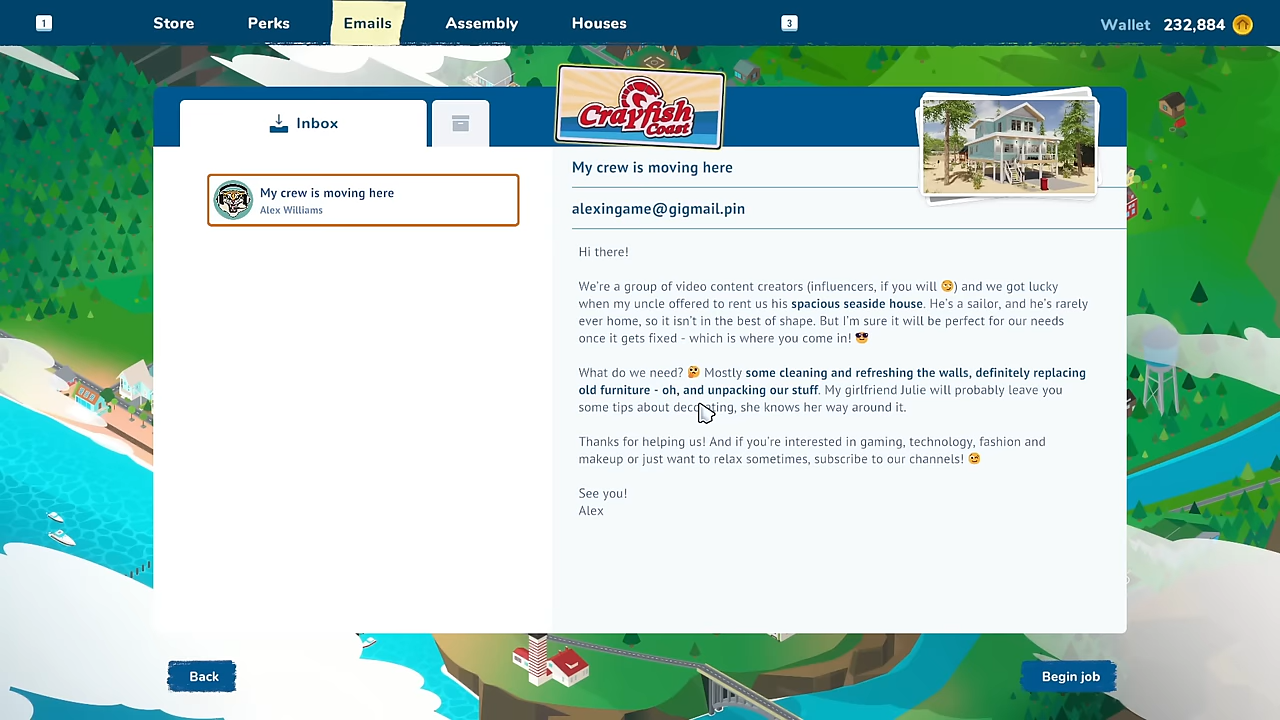 1
Store
Perks
Emails
Assembly
Houses
3
Wallet 232,884
Inbox
Crayfish
Coast
My crew is moving here
Alex Williams
My crew is moving here
alexingame@gigmail.pin
Hi there!
We're a group of video content creators (influencers, if you will 😏) and we got lucky
when my uncle offered to rent us his spacious seaside house. He's a sailor, and he's rarely
ever home, so it isn't in the best of shape. But I'm sure it will be perfect for our needs
once it gets fixed - which is where you come in! 😎
What do we need? 🤔 Mostly some cleaning and refreshing the walls, definitely replacing
old furniture - oh, and unpacking our stuff. My girlfriend Julie will probably leave you
some tips about decorating, she knows her way around it.
Thanks for helping us! And if you're interested in gaming, technology, fashion and
makeup or just want to relax sometimes, subscribe to our channels! 😉
See you!
Alex
Back
Begin job